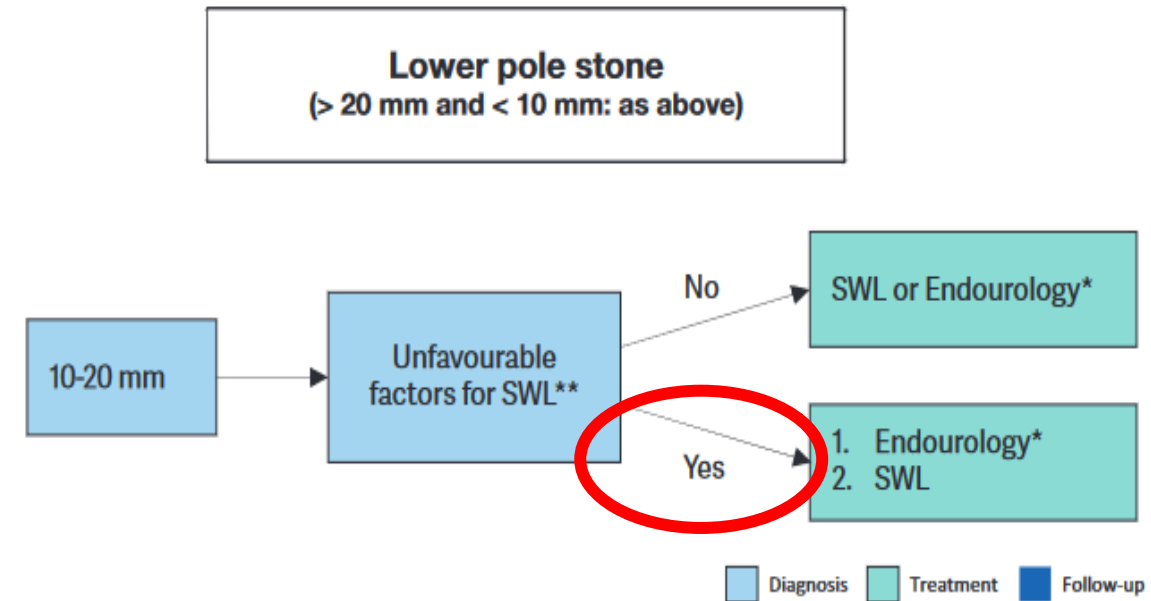 Lower pole stone
(> 20 mm and < 10 mm: as above)
No
SWL or Endourology*
10-20 mm
Unfavourable
factors for SWL**
Yes
1. Endourology*
2. SWL
Diagnosis
Treatment
Follow-up